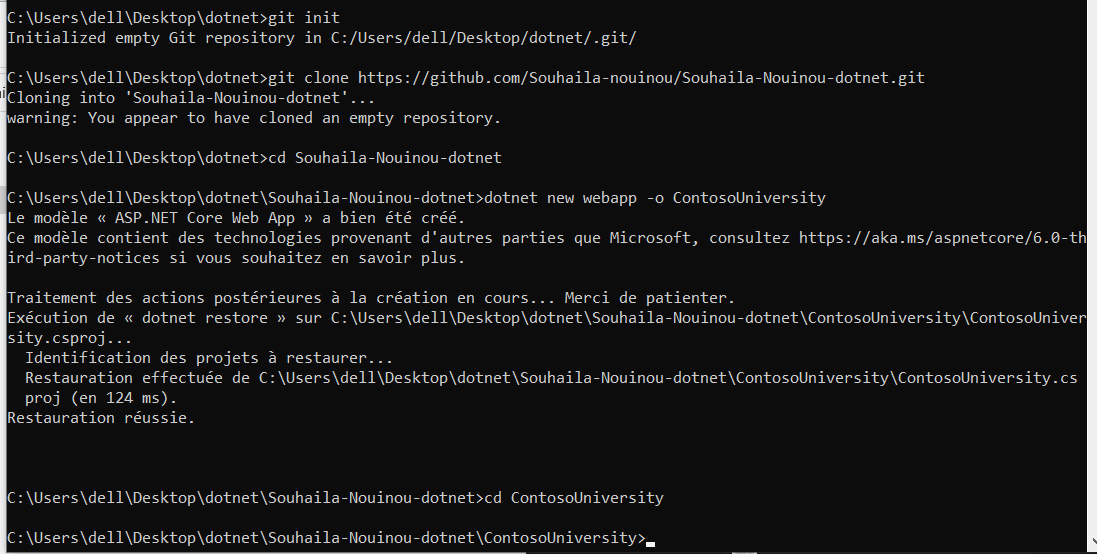 C:\Users\dell\Desktop\dotnet>git init
Initialized empty Git repository in C:/Users/dell/Desktop/dotnet/.git/
C:\Users\dell\Desktop\dotnet>git clone https://github.com/Souhaila-nouinou/Souhaila-Nouinou-dotnet.git
Cloning into 'Souhaila-Nouinou-dotnet'...
warning: You appear to have cloned an empty repository.
C:\Users\dell\Desktop\dotnet>cd Souhaila-Nouinou-dotnet
C:\Users\dell\Desktop\dotnet\Souhaila-Nouinou-dotnet>dotnet new webapp -o ContosoUniversity
Le modèle « ASP.NET Core Web App » a bien été créé.
Ce modèle contient des technologies provenant d'autres parties que Microsoft, consultez https://aka.ms/aspnetcore/6.0-th
ird-party-notices si vous souhaitez en savoir plus.
Traitement des actions postérieures à la création en cours... Merci de patienter.
Exécution de « dotnet restore » sur C:\Users\dell\Desktop\dotnet\Souhaila-Nouinou-dotnet\ContosoUniversity\ContosoUniver
sity.csproj...
  Identification des projets à restaurer...
  Restauration effectuée de C:\Users\dell\Desktop\dotnet\Souhaila-Nouinou-dotnet\ContosoUniversity\ContosoUniversity.cs
  proj (en 124 ms).
Restauration réussie.
C:\Users\dell\Desktop\dotnet\Souhaila-Nouinou-dotnet>cd ContosoUniversity
C:\Users\dell\Desktop\dotnet\Souhaila-Nouinou-dotnet\ContosoUniversity>